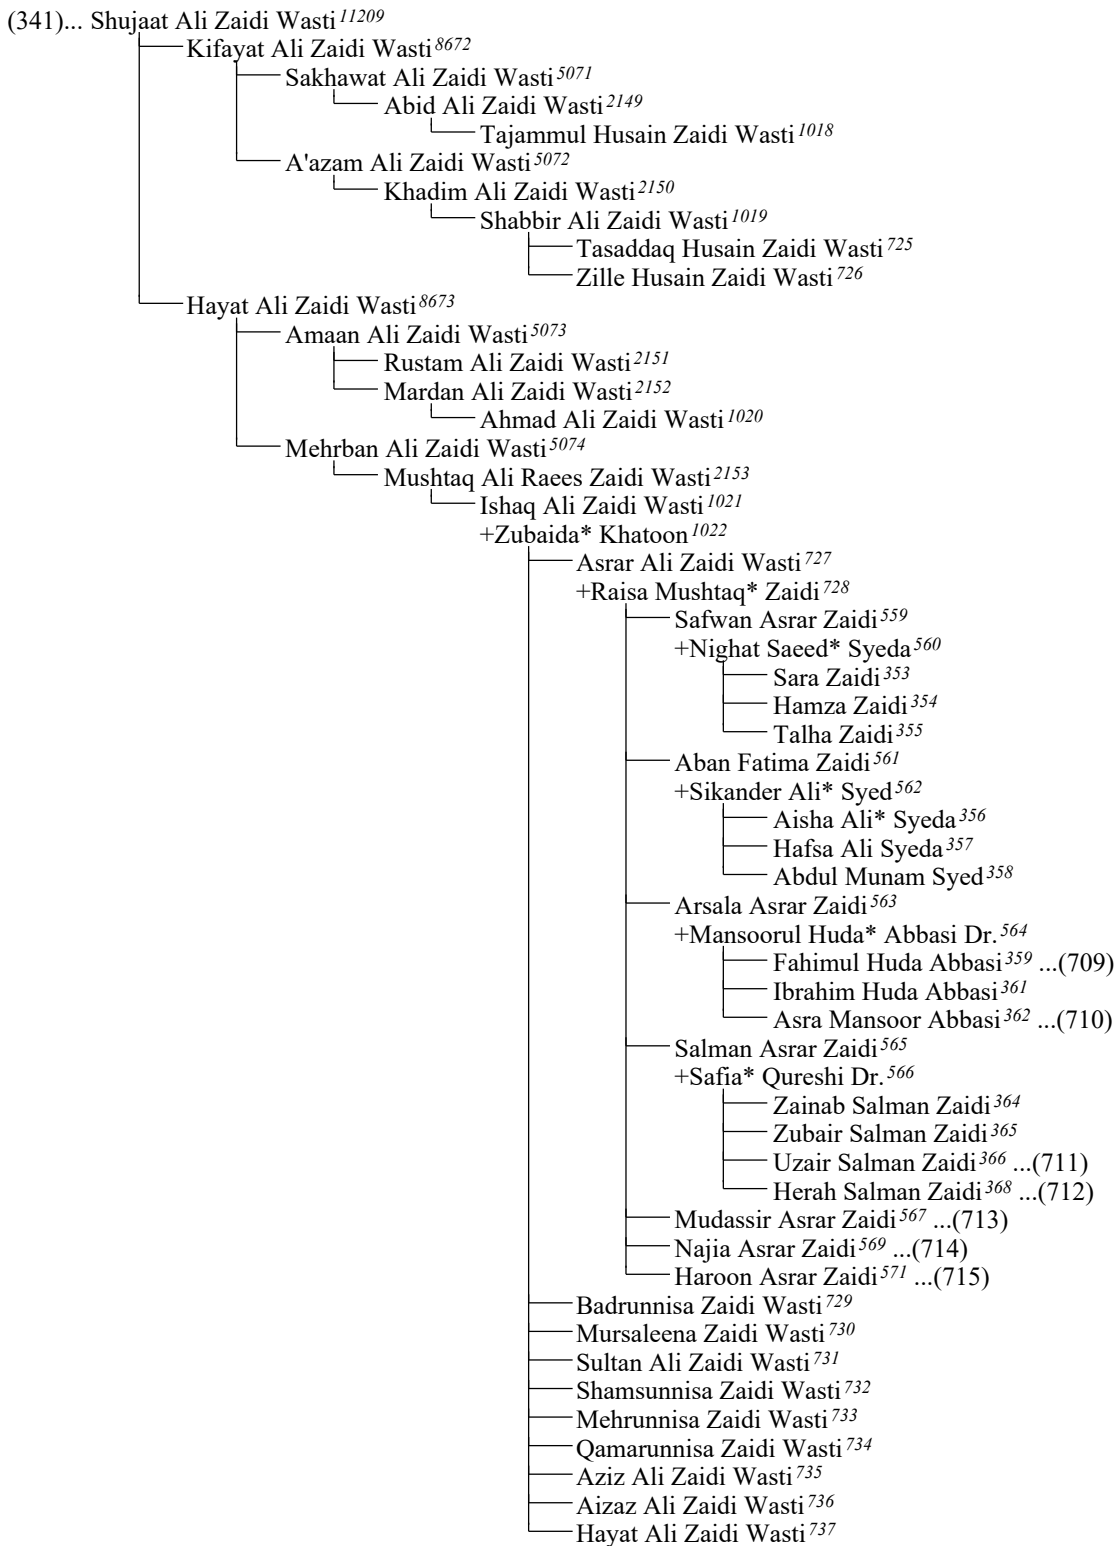 (341)... Shujaat Ali Zaidi Wasti 11209
Kifayat Ali Zaidi Wasti 8672
Sakhawat Ali Zaidi Wasti 5071
Abid Ali Zaidi Wasti 2149
Tajammul Husain Zaidi Wasti 1018
A'azam Ali Zaidi Wasti 5072
Khadim Ali Zaidi Wasti 2150
Shabbir Ali Zaidi Wasti 1019
Tasaddaq Husain Zaidi Wasti 725
Zille Husain Zaidi Wasti 726
Hayat Ali Zaidi Wasti 8673
Amaan Ali Zaidi Wasti 5073
Rustam Ali Zaidi Wasti 2151
Mardan Ali Zaidi Wasti 2152
Ahmad Ali Zaidi Wasti 1020
Mehrban Ali Zaidi Wasti 5074
Mushtaq Ali Raees Zaidi Wasti 2153
Ishaq Ali Zaidi Wasti 1021
+Zubaida* Khatoon 1022
Asrar Ali Zaidi Wasti 727
+Raisa Mushtaq* Zaidi 728
Safwan Asrar Zaidi 559
+Nighat Saeed* Syeda 560
Sara Zaidi 353
Hamza Zaidi 354
Talha Zaidi 355
Aban Fatima Zaidi 561
+Sikander Ali* Syed 562
Aisha Ali* Syeda 356
Hafsa Ali Syeda 357
Abdul Munam Syed 358
Arsala Asrar Zaidi 563
+Mansoorul Huda* Abbasi Dr. 564
Fahimul Huda Abbasi 359 ...(709)
Ibrahim Huda Abbasi 361
Asra Mansoor Abbasi 362 ...(710)
Salman Asrar Zaidi 565
+Safia* Qureshi Dr. 566
Zainab Salman Zaidi 364
Zubair Salman Zaidi 365
Uzair Salman Zaidi 366 ...(711)
Herah Salman Zaidi 368 ...(712)
Mudassir Asrar Zaidi 567 ...(713)
Najia Asrar Zaidi 569 ...(714)
Haroon Asrar Zaidi 571 ...(715)
Badrunnisa Zaidi Wasti 729
Mursaleena Zaidi Wasti 730
Sultan Ali Zaidi Wasti 731
Shamsunnisa Zaidi Wasti 732
Mehrunnisa Zaidi Wasti 733
Qamarunnisa Zaidi Wasti 734
Aziz Ali Zaidi Wasti 735
Aizaz Ali Zaidi Wasti 736
Hayat Ali Zaidi Wasti 737